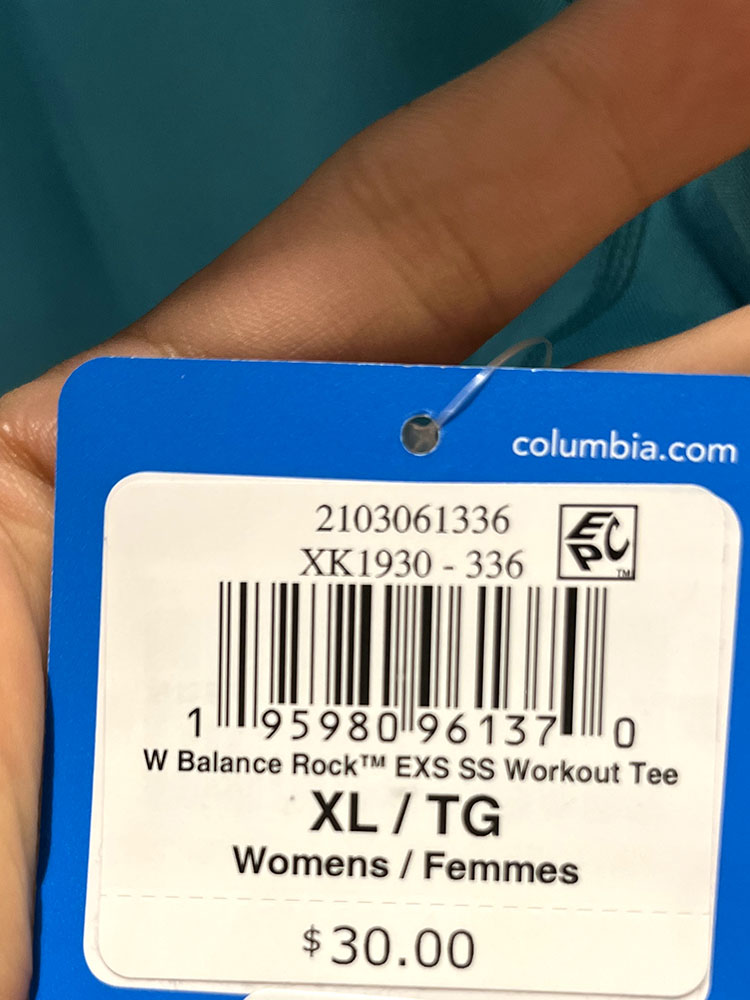 columbia.com
2103061336
XK1930 - 336
EPC™
1 95980 96137 0
W Balance Rock™ EXS SS Workout Tee
XL / TG
Womens / Femmes
$30.00